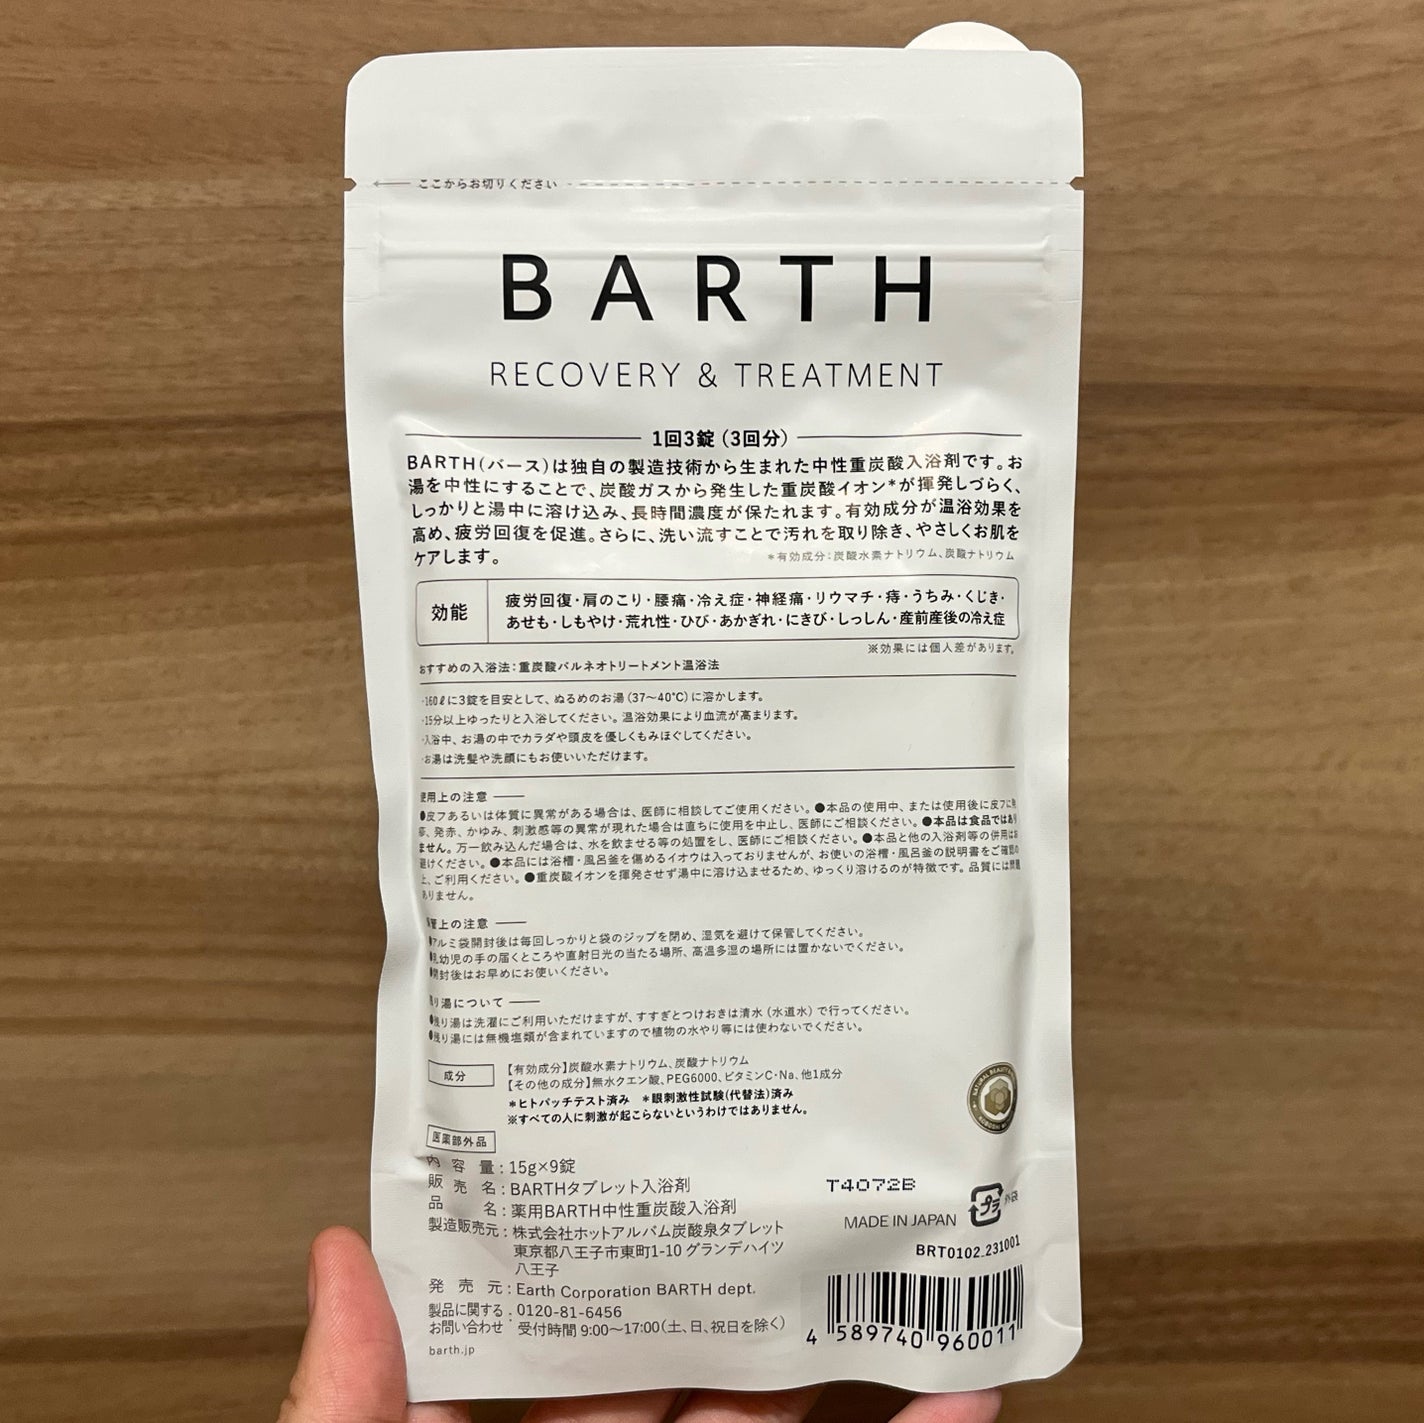 ここからお切りください
BARTH
RECOVERY & TREATMENT
1回3錠（3回分）
BARTH（バース）は独自の製造技術から生まれた中性重炭酸入浴剤です。お
湯を中性にすることで、炭酸ガスから発生した重炭酸イオン*が揮発しづらく、
しっかりと湯中に溶け込み、長時間濃度が保たれます。有効成分が温浴効果を
高め、疲労回復を促進。さらに、洗い流すことで汚れを取り除き、やさしくお肌を
ケアします。
*有効成分：炭酸水素ナトリウム、炭酸ナトリウム
効能
疲労回復・肩のこり・腰痛・冷え症・神経痛・リウマチ・痔・うちみ・くじき・
あせも・しもやけ・荒れ性・ひび・あかぎれ・にきび・しっしん・産前産後の冷え症
※効果には個人差があります。
おすすめの入浴法：重炭酸バルネオトリートメント温浴法
・160ℓに3錠を目安として、ぬるめのお湯（37〜40℃）に溶かします。
・15分以上ゆったりと入浴してください。温浴効果により血流が高まります。
・入浴中、お湯の中でカラダや頭皮を優しくもみほぐしてください。
・お湯は洗髪や洗顔にもお使いいただけます。
使用上の注意
●皮フあるいは体質に異常がある場合は、医師に相談してご使用ください。●本品の使用中、または使用後に皮フに発
疹、発赤、かゆみ、刺激感等の異常が現れた場合は直ちに使用を中止し、医師にご相談ください。●本品は食品ではあり
ません。万一飲み込んだ場合は、水を飲ませる等の処置をし、医師にご相談ください。●本品と他の入浴剤等の併用はお
避けください。●本品には浴槽・風呂釜を傷めるイオウは入っておりませんが、お使いの浴槽・風呂釜の説明書をご確認の
上、ご利用ください。●重炭酸イオンを揮発させず湯中に溶け込ませるため、ゆっくり溶けるのが特徴です。品質には問題
ありません。
保管上の注意
●アルミ袋開封後は毎回しっかりと袋のジップを閉め、湿気を避けて保管してください。
●乳幼児の手の届くところや直射日光の当たる場所、高温多湿の場所には置かないでください。
●開封後はお早めにお使いください。
残り湯について
●残り湯は洗濯にご利用いただけますが、すすぎとつけおきは清水（水道水）で行ってください。
●残り湯には無機塩類が含まれていますので植物の水やり等には使わないでください。
成分
【有効成分】炭酸水素ナトリウム、炭酸ナトリウム
【その他の成分】無水クエン酸、PEG6000、ビタミンC・Na、他1成分
*ヒトパッチテスト済み *眼刺激性試験（代替法）済み
※すべての人に刺激が起こらないというわけではありません。
医薬部外品
内容量：15g×9錠
販売名：BARTHタブレット入浴剤
品名：薬用BARTH中性重炭酸入浴剤
製造販売元：株式会社ホットアルバム炭酸泉タブレット
東京都八王子市東町1-10 グランデハイツ
八王子
発売元：Earth Corporation BARTH dept.
製品に関する
お問い合わせ：0120-81-6456
受付時間 9:00〜17:00（土、日、祝日を除く）
barth.jp
T4072B
MADE IN JAPAN
プラ
外袋
BRT0102_231001
4 589740 960011